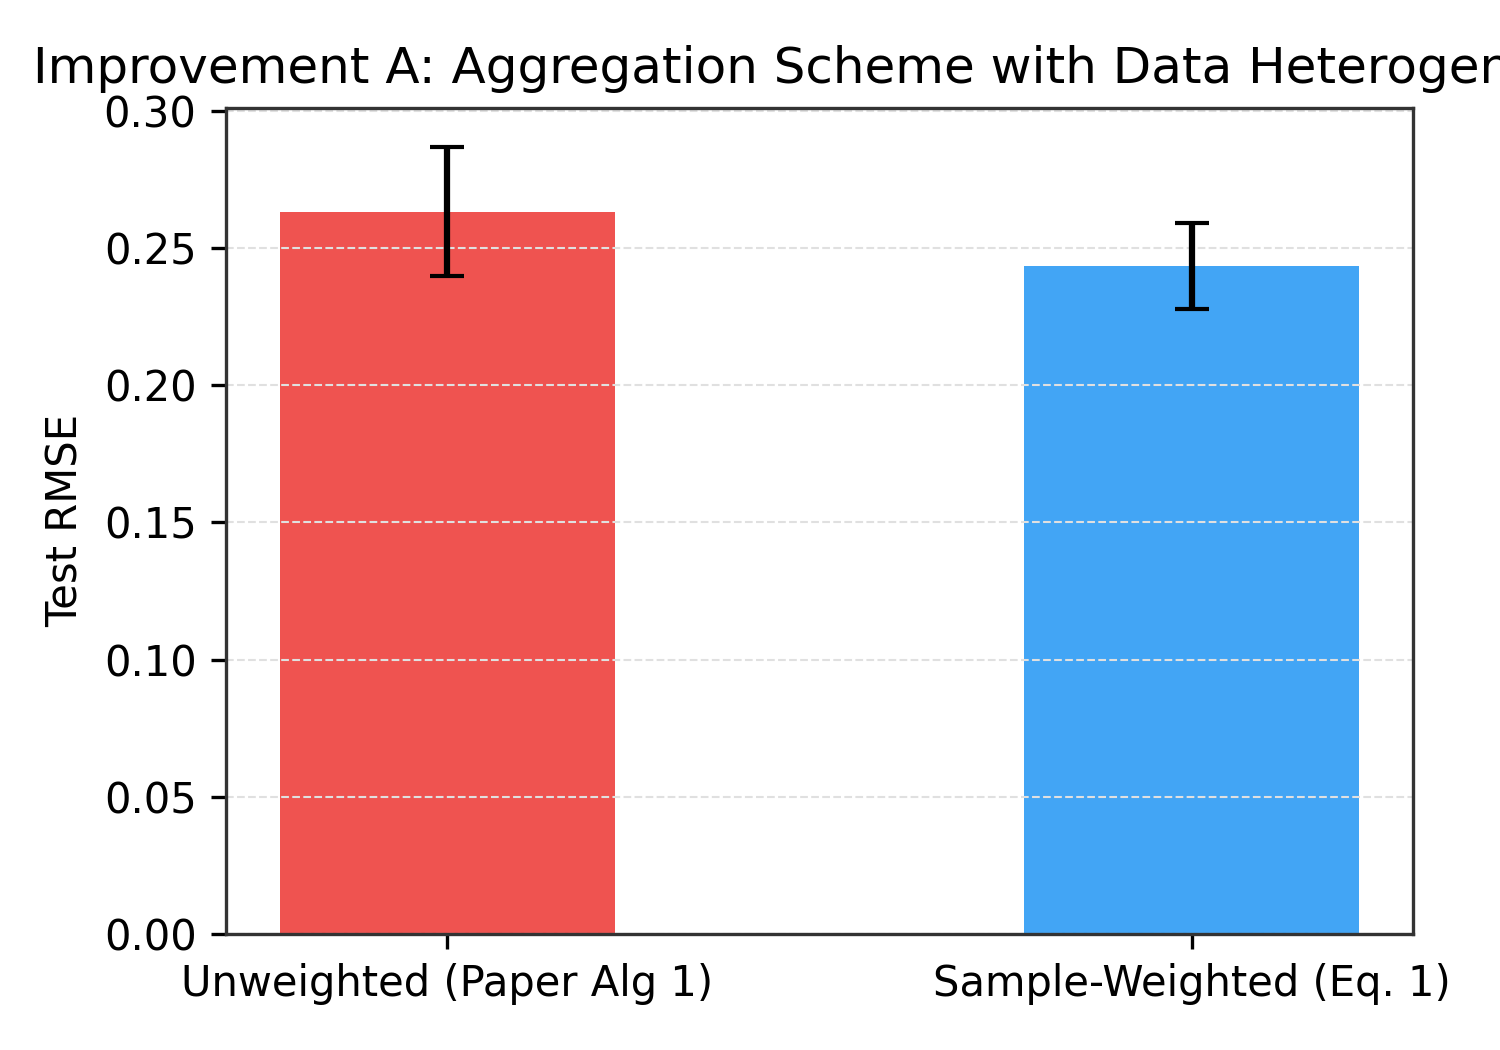 Improvement A: Aggregation Scheme with Data Heteroger
0.30
0.25
0.20
0.15
0.10
0.05
0.00
Test RMSE
Unweighted (Paper Alg 1)
Sample-Weighted (Eq. 1)